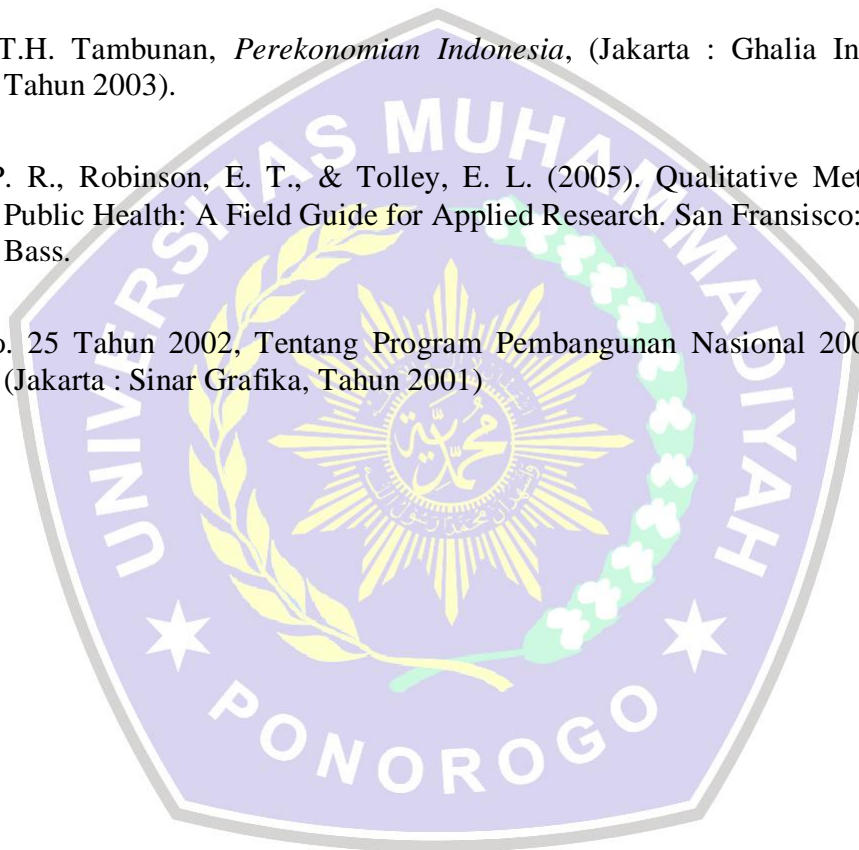 T.H. Tambunan, Perekonomian Indonesia, (Jakarta : Ghalia In
Tahun 2003).
P. R., Robinson, E. T., & Tolley, E. L. (2005). Qualitative Met
Public Health: A Field Guide for Applied Research. San Fransisco:
Bass.
o. 25 Tahun 2002, Tentang Program Pembangunan Nasional 200
(Jakarta : Sinar Grafika, Tahun 2001)
UNIVERSITAS MUHAMMADIYAH
محمدية
PONOROGO